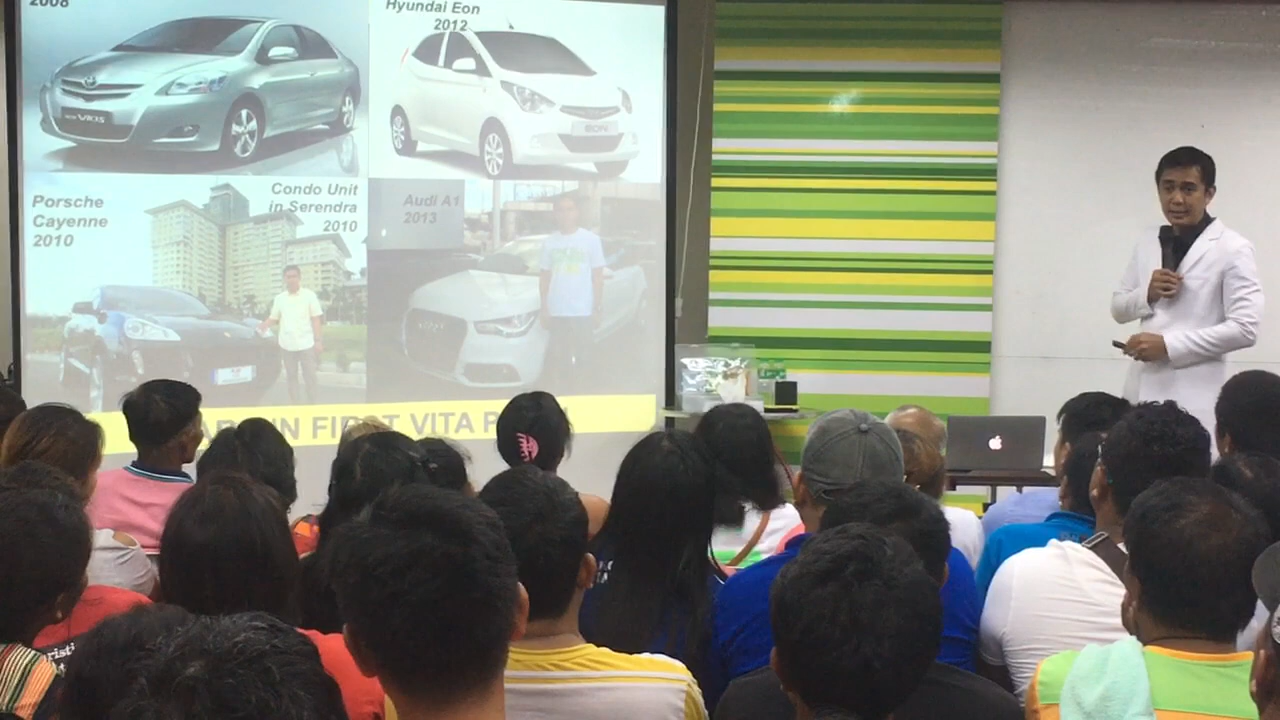 2008
Hyundai Eon
2012
VIOS
EON
Porsche
Cayenne
2010
Condo Unit
in Serendra
2010
Audi A1
2013
IN FIRST VITA